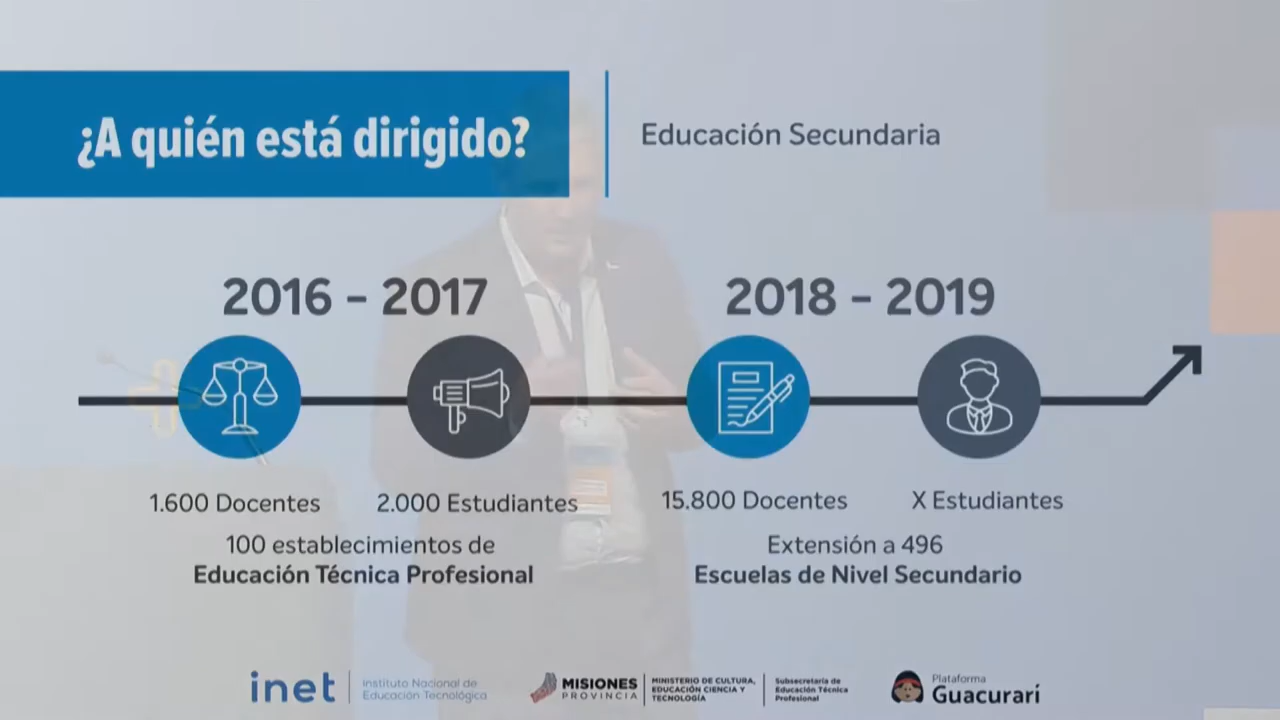 ¿A quién está dirigido?
Educación Secundaria
2016 - 2017
2018 - 2019
1.600 Docentes
2.000 Estudiantes
100 establecimientos de
Educación Técnica Profesional
15.800 Docentes
X Estudiantes
Extensión a 496
Escuelas de Nivel Secundario
inet
Instituto Nacional de
Educación Tecnológica
MISIONES
PROVINCIA
MINISTERIO DE CULTURA,
EDUCACIÓN CIENCIA Y
TECNOLOGÍA
Subsecretaría de
Educación Técnica
Profesional
Plataforma
Guacurarí